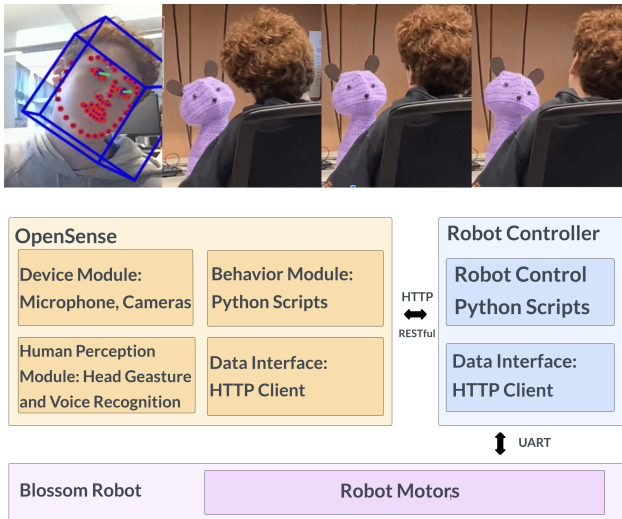 OpenSense
Device Module:
Microphone, Cameras
Behavior Module:
Python Scripts
Human Perception
Module: Head Geasture
and Voice Recognition
Data Interface:
HTTP Client
HTTP
RESTful
Robot Controller
Robot Control
Python Scripts
Data Interface:
HTTP Client
UART
Blossom Robot
Robot Motors